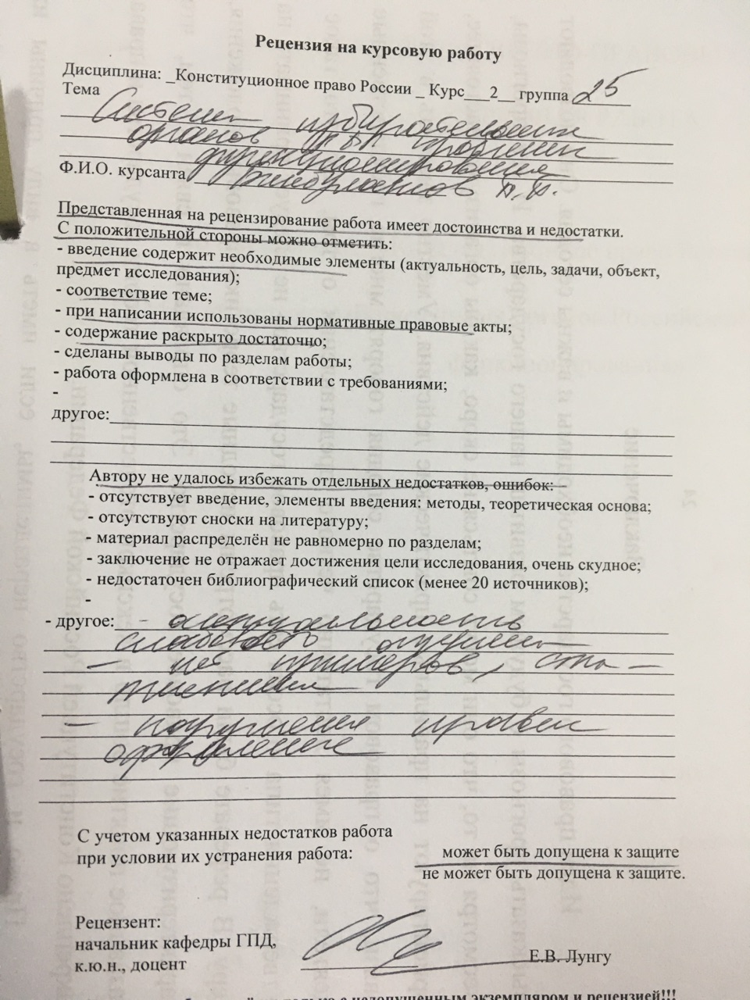 Рецензия на курсовую работу
Дисциплина: _Конституционное право России _ Курс___2__ группа 25
Тема Система избирательных
органов и проблемы
функционирования
Ф.И.О. курсанта
Представленная на рецензирование работа имеет достоинства и недостатки.
С положительной стороны можно отметить:
- введение содержит необходимые элементы (актуальность, цель, задачи, объект,
предмет исследования);
- соответствие теме;
- при написании использованы нормативные правовые акты;
- содержание раскрыто достаточно;
- сделаны выводы по разделам работы;
- работа оформлена в соответствии с требованиями;
-
другое:
Автору не удалось избежать отдельных недостатков, ошибок:
- отсутствует введение, элементы введения: методы, теоретическая основа;
- отсутствуют сноски на литературу;
- материал распределён не равномерно по разделам;
- заключение не отражает достижения цели исследования, очень скудное;
- недостаточен библиографический список (менее 20 источников);
-
- другое: - актуальность
слабо
- нет примеров, ста-
тистики
- нарушены правила
оформления
С учетом указанных недостатков работа
при условии их устранения работа:
может быть допущена к защите
не может быть допущена к защите.
Рецензент:
начальник кафедры ГПД,
к.ю.н., доцент
Е.В. Лунгу
только с недопущенным экземпляром и рецензией!!!